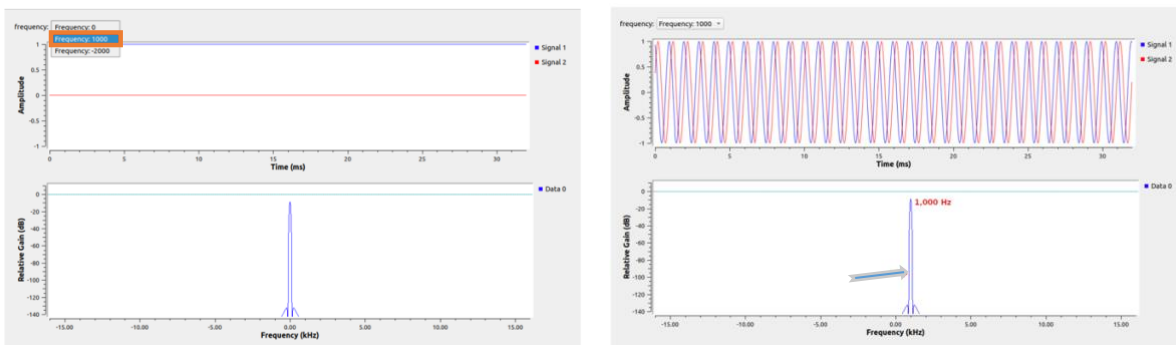 frequency: Frequency: 0
Frequency: 1000
Frequency: -2000
1
0.5
0
-0.5
-1
Amplitude
Signal 1
Signal 2
0 5 10 15 20 25 30
Time (ms)
0
-20
-40
-60
-80
-100
-120
-140
Relative Gain (dB)
Data 0
-15.00 -10.00 -5.00 0.00 5.00 10.00 15.00
Frequency (kHz)
frequency: Frequency: 1000
1
0.5
0
-0.5
-1
Amplitude
Signal 1
Signal 2
0 5 10 15 20 25 30
Time (ms)
0
-20
-40
-60
-80
-100
-120
-140
Relative Gain (dB)
1,000 Hz
Data 0
-15.00 -10.00 -5.00 0.00 5.00 10.00 15.00
Frequency (kHz)